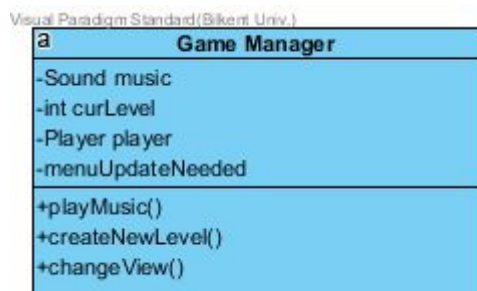 Visual Paradigm Standard(Bilkent Univ.)
a
Game Manager
-Sound music
-int curLevel
-Player player
-menuUpdateNeeded
+playMusic()
+createNewLevel()
+changeView()